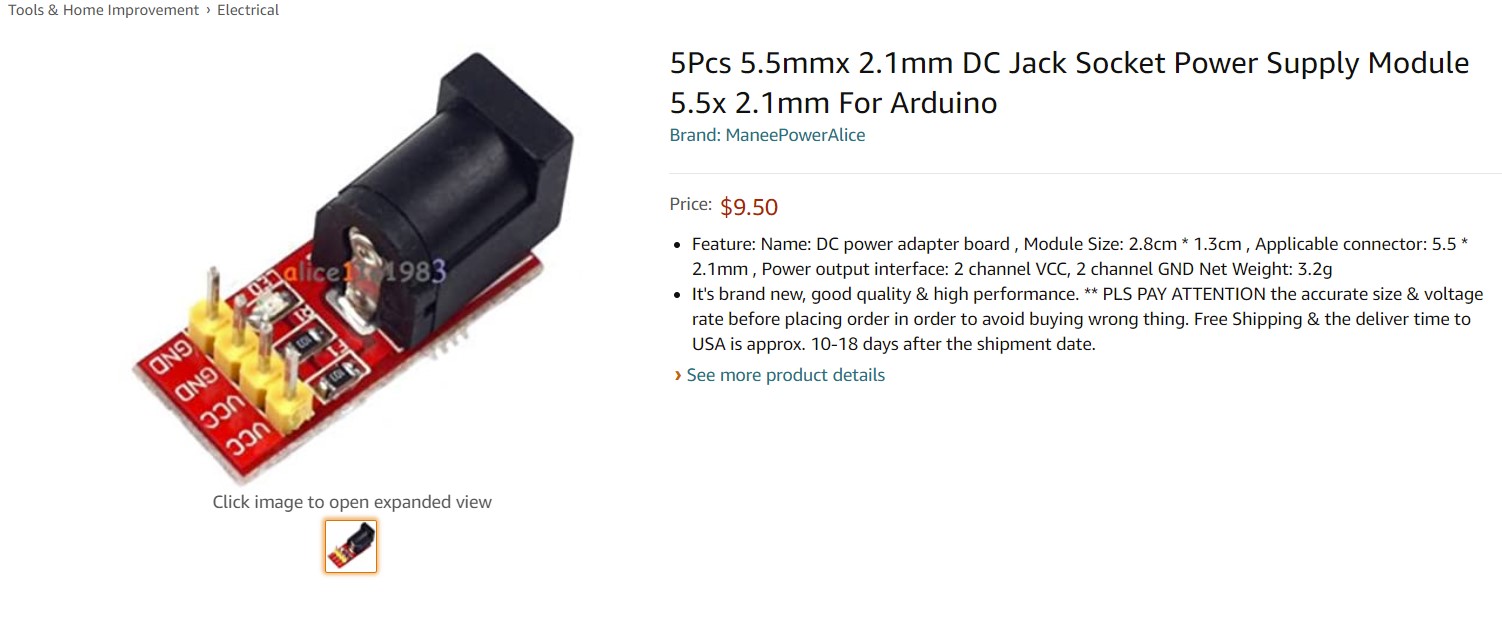 Tools & Home Improvement › Electrical
5Pcs 5.5mmx 2.1mm DC Jack Socket Power Supply Module
5.5x 2.1mm For Arduino
Brand: ManeePowerAlice
Price: $9.50
Feature: Name: DC power adapter board , Module Size: 2.8cm * 1.3cm , Applicable connector: 5.5 *
2.1mm , Power output interface: 2 channel VCC, 2 channel GND Net Weight: 3.2g
It's brand new, good quality & high performance. ** PLS PAY ATTENTION the accurate size & voltage
rate before placing order in order to avoid buying wrong thing. Free Shipping & the deliver time to
USA is approx. 10-18 days after the shipment date.
› See more product details
1983
R1
F1
GND
GND
VCC
VCC
Click image to open expanded view